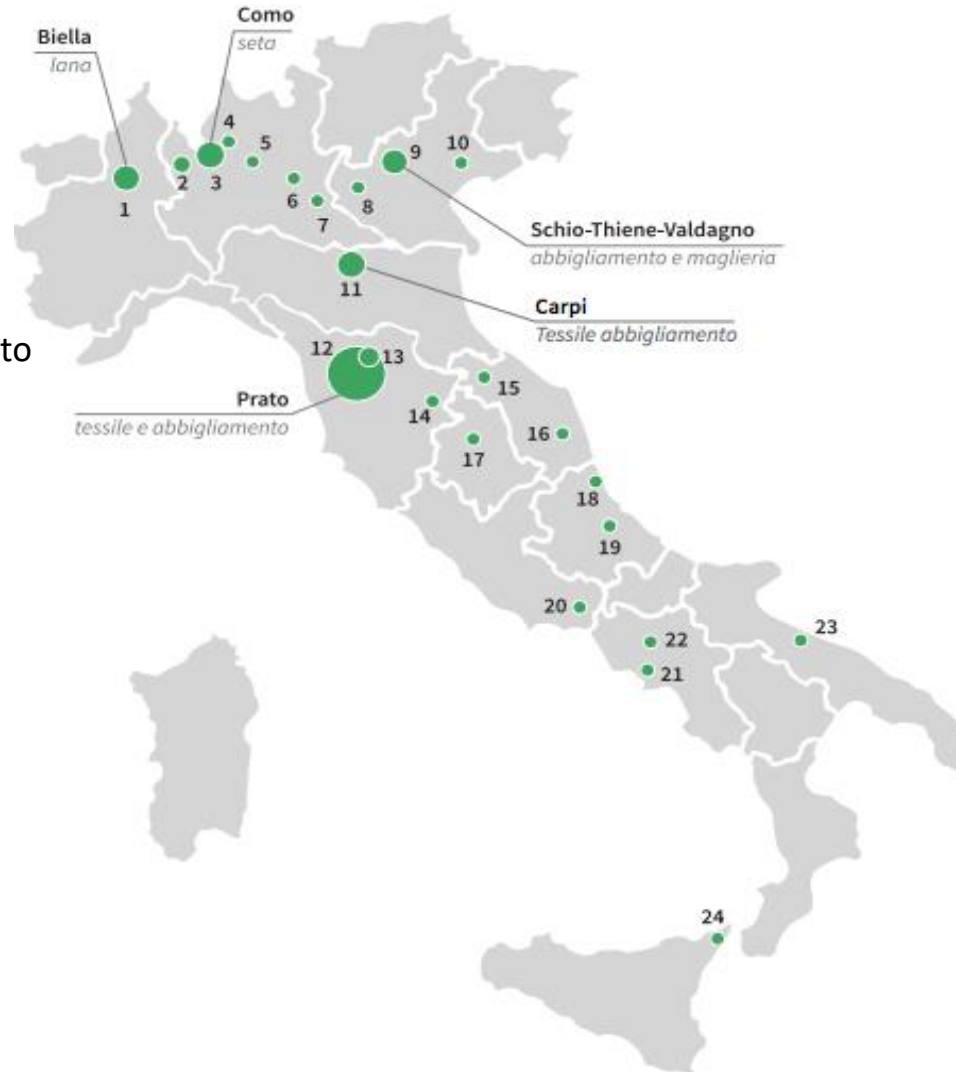 Como
seta
Biella
lana
4
5
9
10
2
3
1
6
7
8
Schio-Thiene-Valdagno
abbigliamento e maglieria
11
Carpi
Tessile abbigliamento
to
12
13
15
Prato
tessile e abbigliamento
14
16
17
18
19
20
22
21
23
24